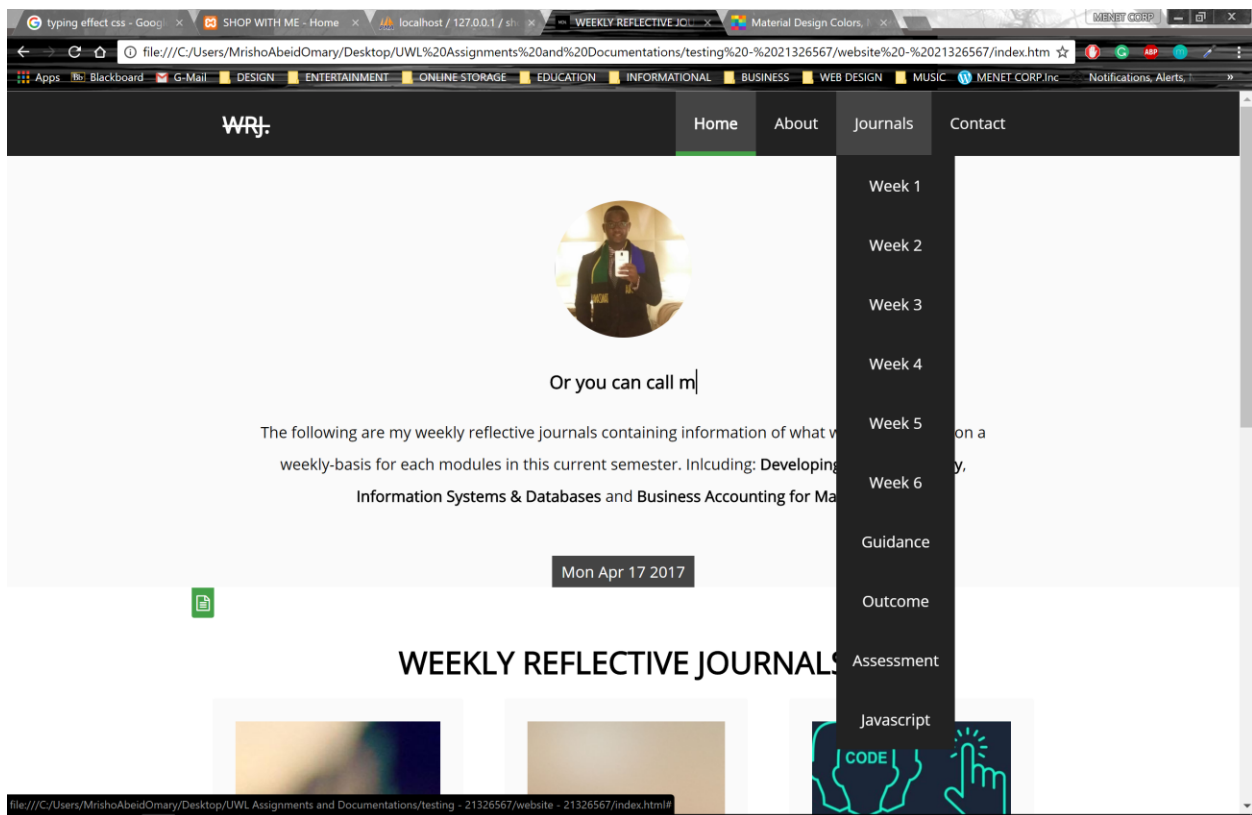 typing effect css - Googl
SHOP WITH ME - Home
localhost / 127.0.0.1 / sh
WEEKLY REFLECTIVE JOU
Material Design Colors,
MENET CORP
file:///C:/Users/MrishoAbeidOmary/Desktop/UWL%20Assignments%20and%20Documentations/testing%20-%2021326567/website%20-%2021326567/index.htm
ABP
Apps Bb Blackboard G-Mail DESIGN ENTERTAINMENT ONLINE STORAGE EDUCATION INFORMATIONAL BUSINESS WEB DESIGN MUSIC MENET CORP.Inc Notifications, Alerts, »
WRJ.
Home About Journals Contact
Week 1
Week 2
Week 3
Week 4
Week 5
Week 6
Guidance
Outcome
Assessment
Javascript
Or you can call m
The following are my weekly reflective journals containing information of what w on a
weekly-basis for each modules in this current semester. Inlcuding: Developing y,
Information Systems & Databases and Business Accounting for Ma
Mon Apr 17 2017
WEEKLY REFLECTIVE JOURNALS
CODE
file:///C:/Users/MrishoAbeidOmary/Desktop/UWL Assignments and Documentations/testing - 21326567/website - 21326567/index.html#